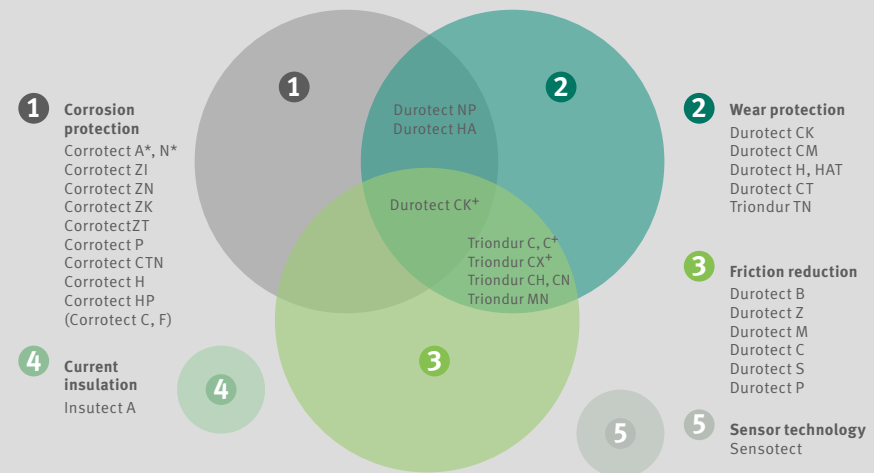 1
Corrosion
protection
Corrotect A*, N*
Corrotect ZI
Corrotect ZN
Corrotect ZK
CorrotectZT
Corrotect P
Corrotect CTN
Corrotect H
Corrotect HP
(Corrotect C, F)
4
Current
insulation
Insutect A
1
2
Durotect NP
Durotect HA
Durotect CK⁺
Triondur C, C⁺
Triondur CX⁺
Triondur CH, CN
Triondur MN
3
4
5
2
Wear protection
Durotect CK
Durotect CM
Durotect H, HAT
Durotect CT
Triondur TN
3
Friction reduction
Durotect B
Durotect Z
Durotect M
Durotect C
Durotect S
Durotect P
5
Sensor technology
Sensotect